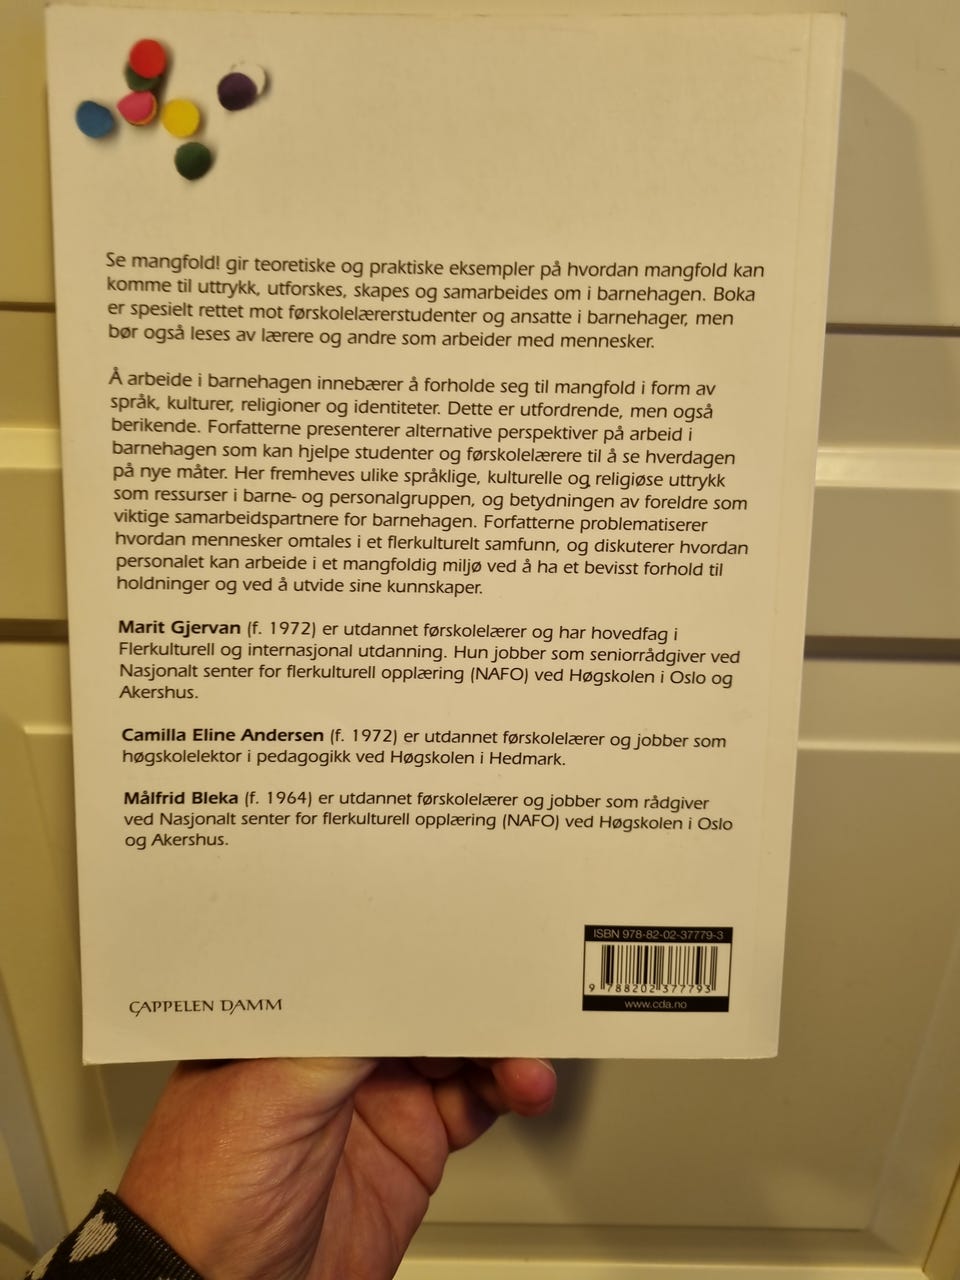 Se mangfold! gir teoretiske og praktiske eksempler på hvordan mangfold kan
komme til uttrykk, utforskes, skapes og samarbeides om i barnehagen. Boka
er spesielt rettet mot førskolelærerstudenter og ansatte i barnehager, men
bør også leses av lærere og andre som arbeider med mennesker.
Å arbeide i barnehagen innebærer å forholde seg til mangfold i form av
språk, kulturer, religioner og identiteter. Dette er utfordrende, men også
berikende. Forfatterne presenterer alternative perspektiver på arbeid i
barnehagen som kan hjelpe studenter og førskolelærere til å se hverdagen
på nye måter. Her fremheves ulike språklige, kulturelle og religiøse uttrykk
som ressurser i barne- og personalgruppen, og betydningen av foreldre som
viktige samarbeidspartnere for barnehagen. Forfatterne problematiserer
hvordan mennesker omtales i et flerkulturelt samfunn, og diskuterer hvordan
personalet kan arbeide i et mangfoldig miljø ved å ha et bevisst forhold til
holdninger og ved å utvide sine kunnskaper.
Marit Gjervan (f. 1972) er utdannet førskolelærer og har hovedfag i
Flerkulturell og internasjonal utdanning. Hun jobber som seniorrådgiver ved
Nasjonalt senter for flerkulturell opplæring (NAFO) ved Høgskolen i Oslo og
Akershus.
Camilla Eline Andersen (f. 1972) er utdannet førskolelærer og jobber som
høgskolelektor i pedagogikk ved Høgskolen i Hedmark.
Målfrid Bleka (f. 1964) er utdannet førskolelærer og jobber som rådgiver
ved Nasjonalt senter for flerkulturell opplæring (NAFO) ved Høgskolen i Oslo
og Akershus.
ISBN 978-82-02-37779-3
9 788202 377793
www.cda.no
CAPPELEN DAMM